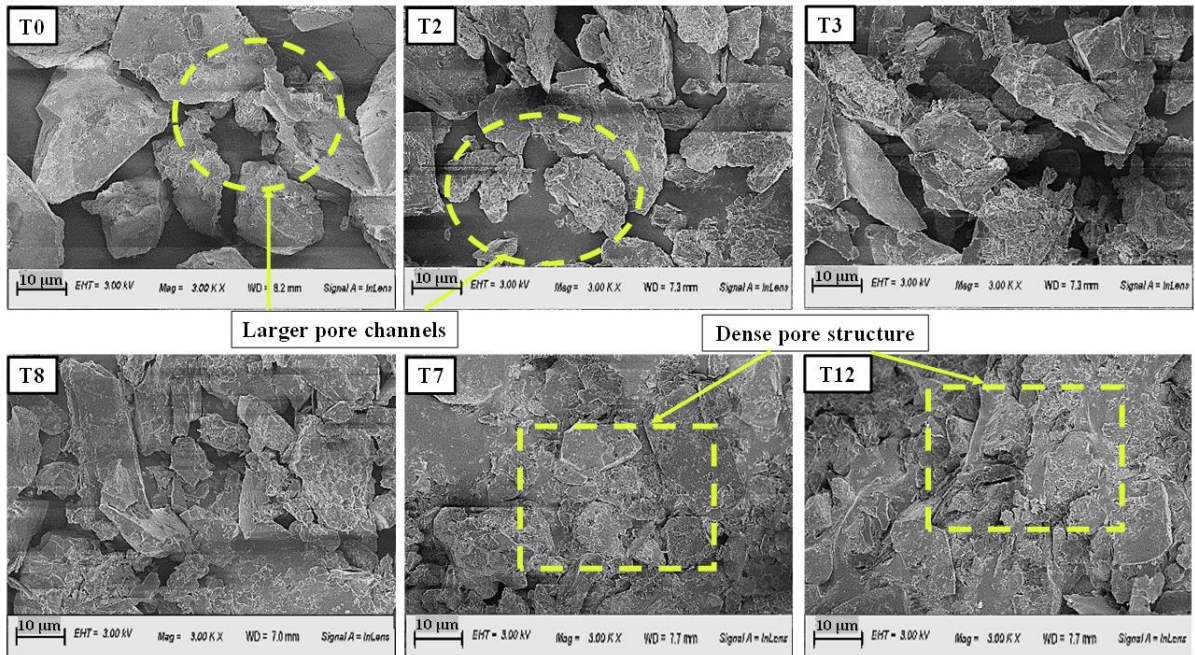 T0
T2
T3
10 µm EHT = 3.00 kV Mag = 3.00 K X WD = 8.2 mm Signal A = InLens
10 µm EHT = 3.00 kV Mag = 3.00 K X WD = 7.3 mm Signal A = InLens
10 µm EHT = 3.00 kV Mag = 3.00 K X WD = 7.3 mm Signal A = InLens
Larger pore channels
Dense pore structure
T8
T7
T12
10 µm EHT = 3.00 kV Mag = 3.00 K X WD = 7.0 mm Signal A = InLens
10 µm EHT = 3.00 kV Mag = 3.00 K X WD = 7.7 mm Signal A = InLens
10 µm EHT = 3.00 kV Mag = 3.00 K X WD = 7.7 mm Signal A = InLens